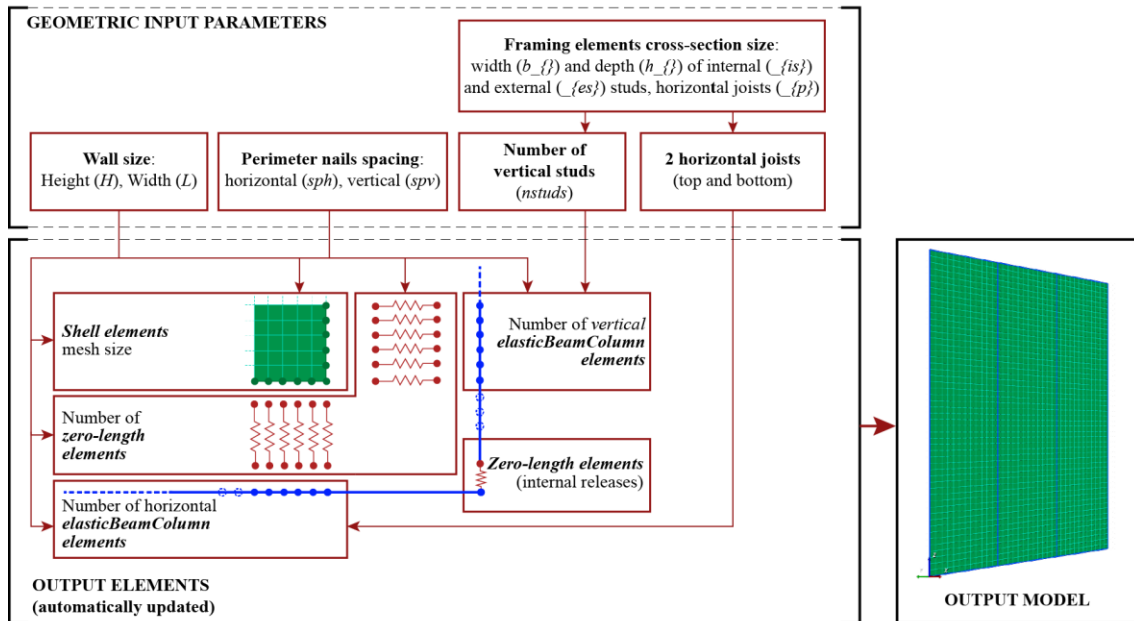 GEOMETRIC INPUT PARAMETERS
Framing elements cross-section size:
width (b_{}) and depth (h_{}) of internal (_{is})
and external (_{es}) studs, horizontal joists (_{p})
Wall size:
Height (H), Width (L)
Perimeter nails spacing:
horizontal (sph), vertical (spv)
Number of
vertical studs
(nstuds)
2 horizontal joists
(top and bottom)
Shell elements
mesh size
Number of vertical
elasticBeamColumn
elements
Number of
zero-length
elements
Zero-length elements
(internal releases)
Number of horizontal
elasticBeamColumn
elements
OUTPUT ELEMENTS
(automatically updated)
OUTPUT MODEL